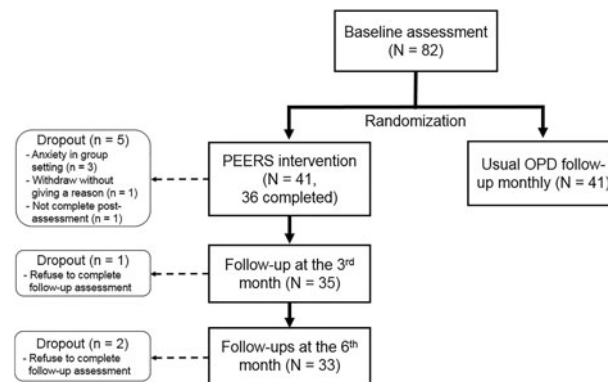 Baseline assessment
(N = 82)
Randomization
Dropout (n = 5)
- Anxiety in group
setting (n = 3)
- Withdraw without
giving a reason (n = 1)
- Not complete post-
assessment (n = 1)
PEERS intervention
(N = 41,
36 completed)
Usual OPD follow-
up monthly (N = 41)
Dropout (n = 1)
- Refuse to complete
follow-up assessment
Follow-up at the 3rd
month (N = 35)
Dropout (n = 2)
- Refuse to complete
follow-up assessment
Follow-ups at the 6th
month (N = 33)